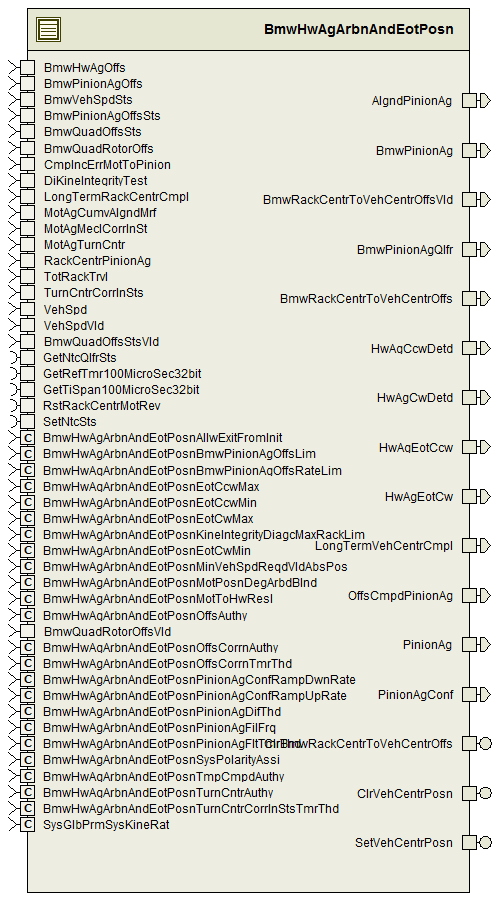 BmwHwAgArbnAndEotPosn
BmwHwAgOffs
BmwPinionAgOffs
BmwVehSpdSts
BmwPinionAgOffsSts
BmwQuadOffsSts
BmwQuadRotorOffs
CmpIncErrMotToPinion
DiKineIntegrityTest
LongTermRackCentrCmpl
MotAgCumvAlgndMrf
MotAgMeclCorrInSt
MotAgTurnCntr
RackCentrPinionAg
TotRackTrvl
TurnCntrCorrInSts
VehSpd
VehSpdVld
BmwQuadOffsStsVld
GetNtcQlfrSts
GetRefTmr100MicroSec32bit
GetTiSpan100MicroSec32bit
RstRackCentrMotRev
SetNtcSts
C BmwHwAgArbnAndEotPosnAllwExitFromInit
C BmwHwAgArbnAndEotPosnBmwPinionAgOffsLim
C BmwHwAgArbnAndEotPosnBmwPinionAgOffsRateLim
C BmwHwAgArbnAndEotPosnEotCcwMax
C BmwHwAgArbnAndEotPosnEotCcwMin
C BmwHwAgArbnAndEotPosnEotCwMax
C BmwHwAgArbnAndEotPosnKineIntegrityDiagcMaxRackLim
C BmwHwAgArbnAndEotPosnEotCwMin
C BmwHwAgArbnAndEotPosnMinVehSpdReqdVldAbsPos
C BmwHwAgArbnAndEotPosnMotPosnDegArbdBlnd
C BmwHwAgArbnAndEotPosnMotToHwResl
C BmwHwAgArbnAndEotPosnOffsAuthy
BmwQuadRotorOffsVld
C BmwHwAgArbnAndEotPosnOffsCorrnAuthy
C BmwHwAgArbnAndEotPosnOffsCorrnTmrThd
C BmwHwAgArbnAndEotPosnPinionAgConfRampDwnRate
C BmwHwAgArbnAndEotPosnPinionAgConfRampUpRate
C BmwHwAgArbnAndEotPosnPinionAgDifThd
C BmwHwAgArbnAndEotPosnPinionAgFilFrq
C BmwHwAgArbnAndEotPosnPinionAgFltTmrThd
C BmwHwAgArbnAndEotPosnSysPolarityAssi
C BmwHwAgArbnAndEotPosnTmpCmpdAuthy
C BmwHwAgArbnAndEotPosnTurnCntrAuthy
C BmwHwAgArbnAndEotPosnTurnCntrCorrInStsTmrThd
C SysGlbPrmSysKineRat
AlgndPinionAg
BmwPinionAg
BmwRackCentrToVehCentrOffsVld
BmwPinionAgQlfr
BmwRackCentrToVehCentrOffs
HwAgCcwDetd
HwAgCwDetd
HwAgEotCcw
HwAgEotCw
LongTermVehCentrCmpl
OffsCmpdPinionAg
PinionAg
PinionAgConf
ClrBmwRackCentrToVehCentrOffs
ClrVehCentrPosn
SetVehCentrPosn